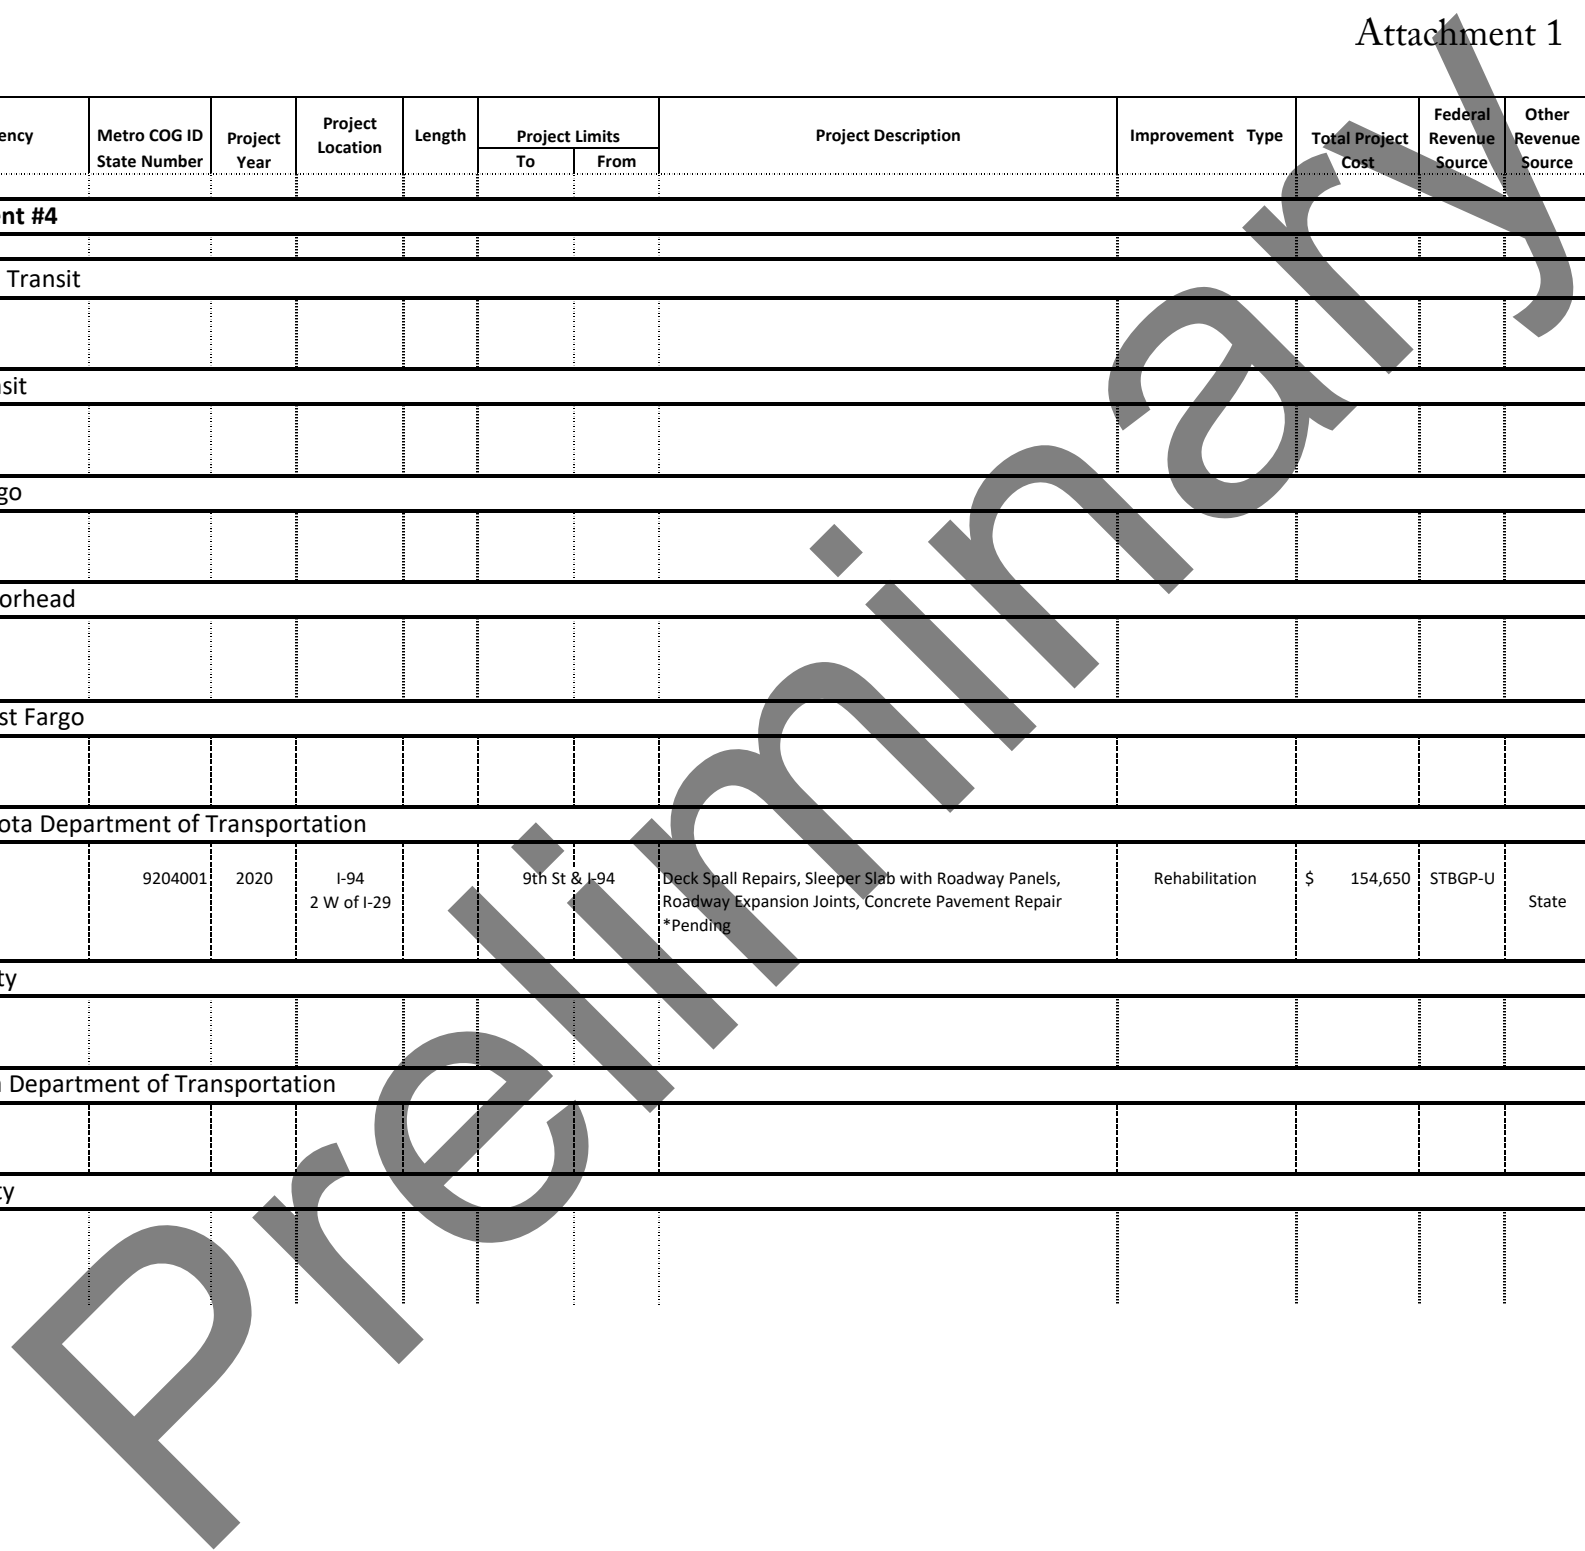 Attachment 1
ency Metro COG ID State Number Project Year Project Location Length Project Limits To From Project Description Improvement Type Total Project Cost Federal Revenue Source Other Revenue Source
nt #4
Transit
sit
go
orhead
st Fargo
ota Department of Transportation
9204001 2020 I-94 9th St & I-94 Deck Spall Repairs, Sleeper Slab with Roadway Panels, Rehabilitation $ 154,650 STBGP-U
2 W of I-29 Roadway Expansion Joints, Concrete Pavement Repair State
*Pending
ty
Department of Transportation
ty
Preliminary